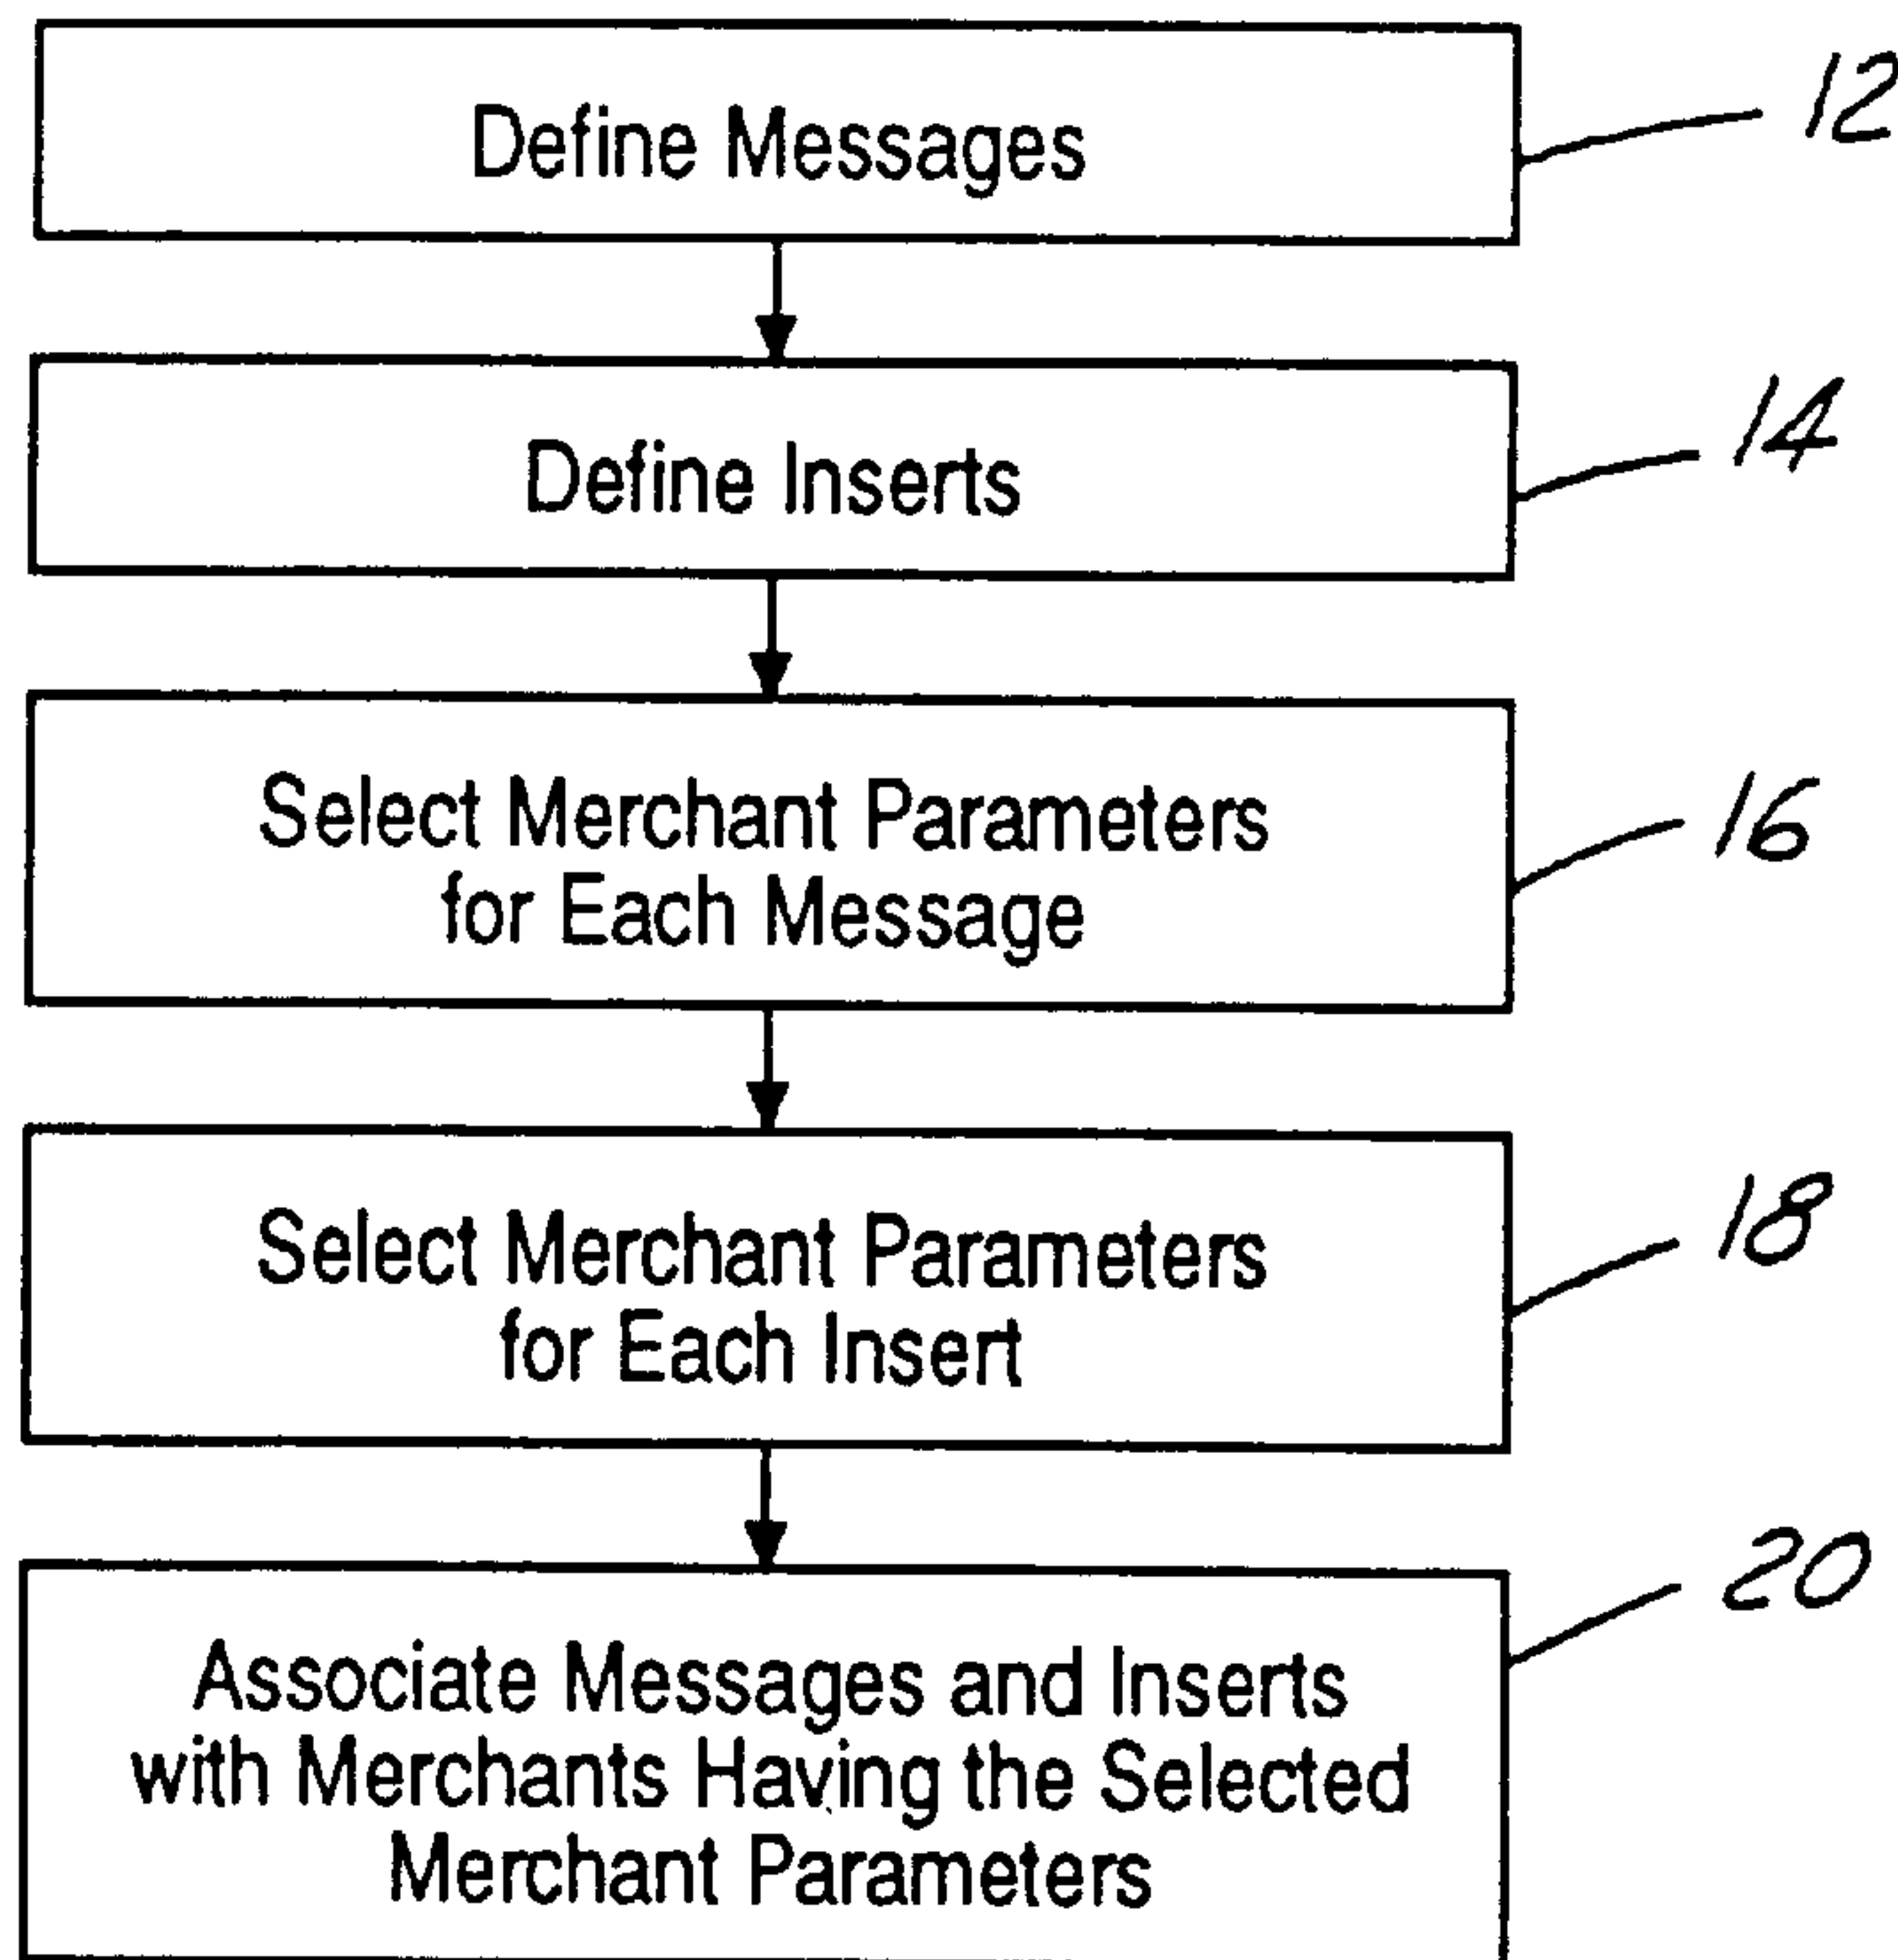 Define Messages
12
Define Inserts
14
Select Merchant Parameters
for Each Message
16
Select Merchant Parameters
for Each Insert
18
Associate Messages and Inserts
with Merchants Having the Selected
Merchant Parameters
20